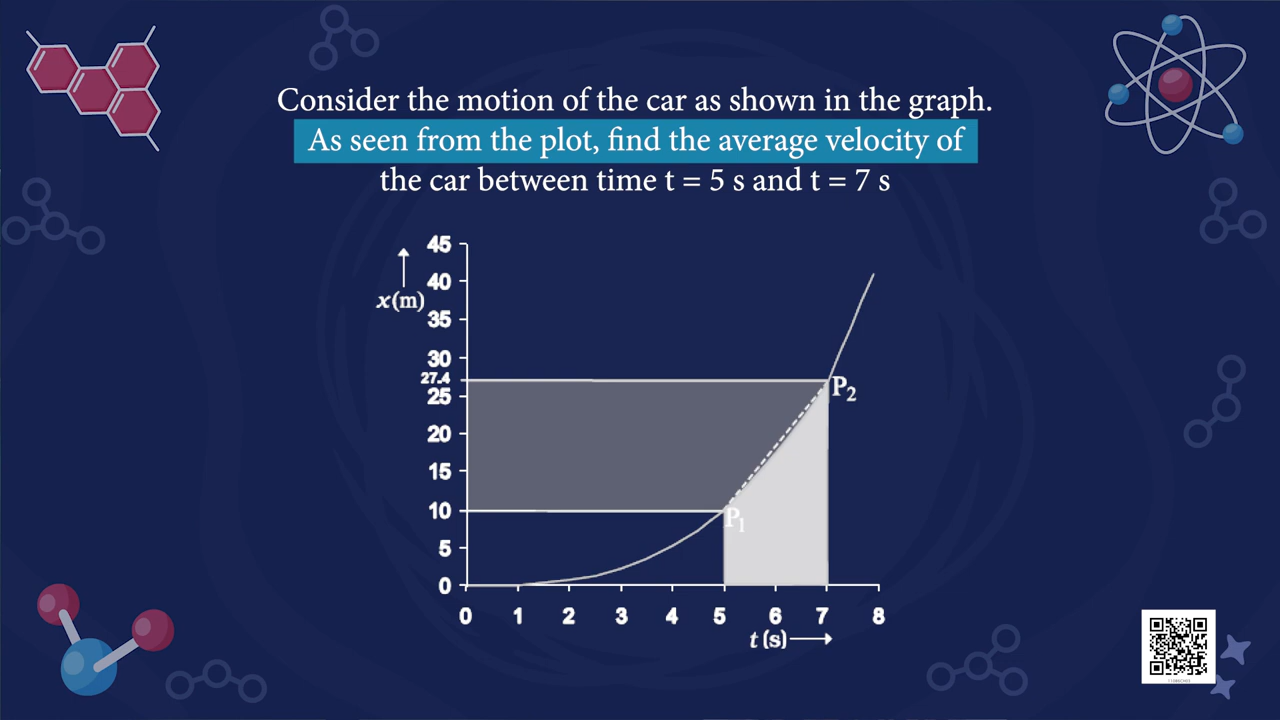 Consider the motion of the car as shown in the graph.
As seen from the plot, find the average velocity of
the car between time t = 5 s and t = 7 s
45
40
x(m)
35
30
27.4
25
P2
20
15
10
P1
5
0
0 1 2 3 4 5 6 7 8
t (s)